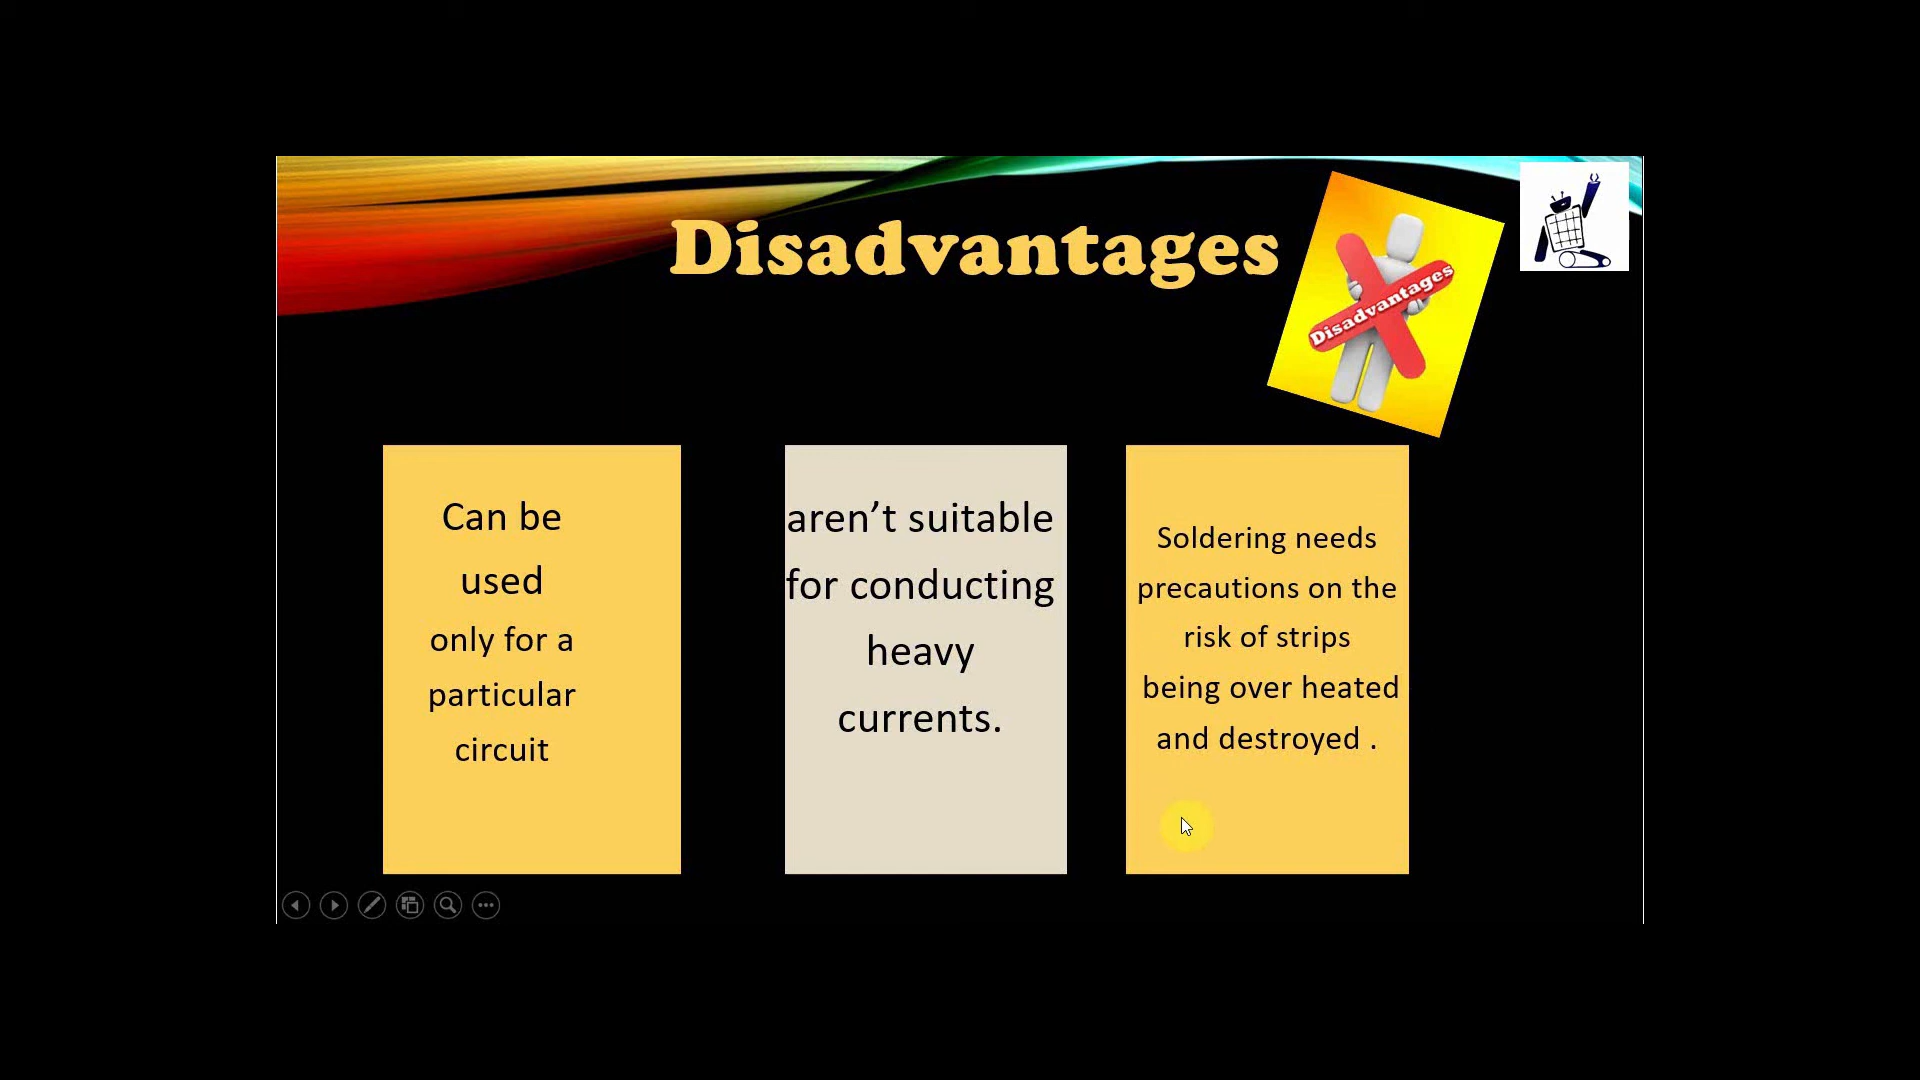 Disadvantages
Disadvantages
Can be
used
only for a
particular
circuit
aren’t suitable
for conducting
heavy
currents.
Soldering needs
precautions on the
risk of strips
being over heated
and destroyed .